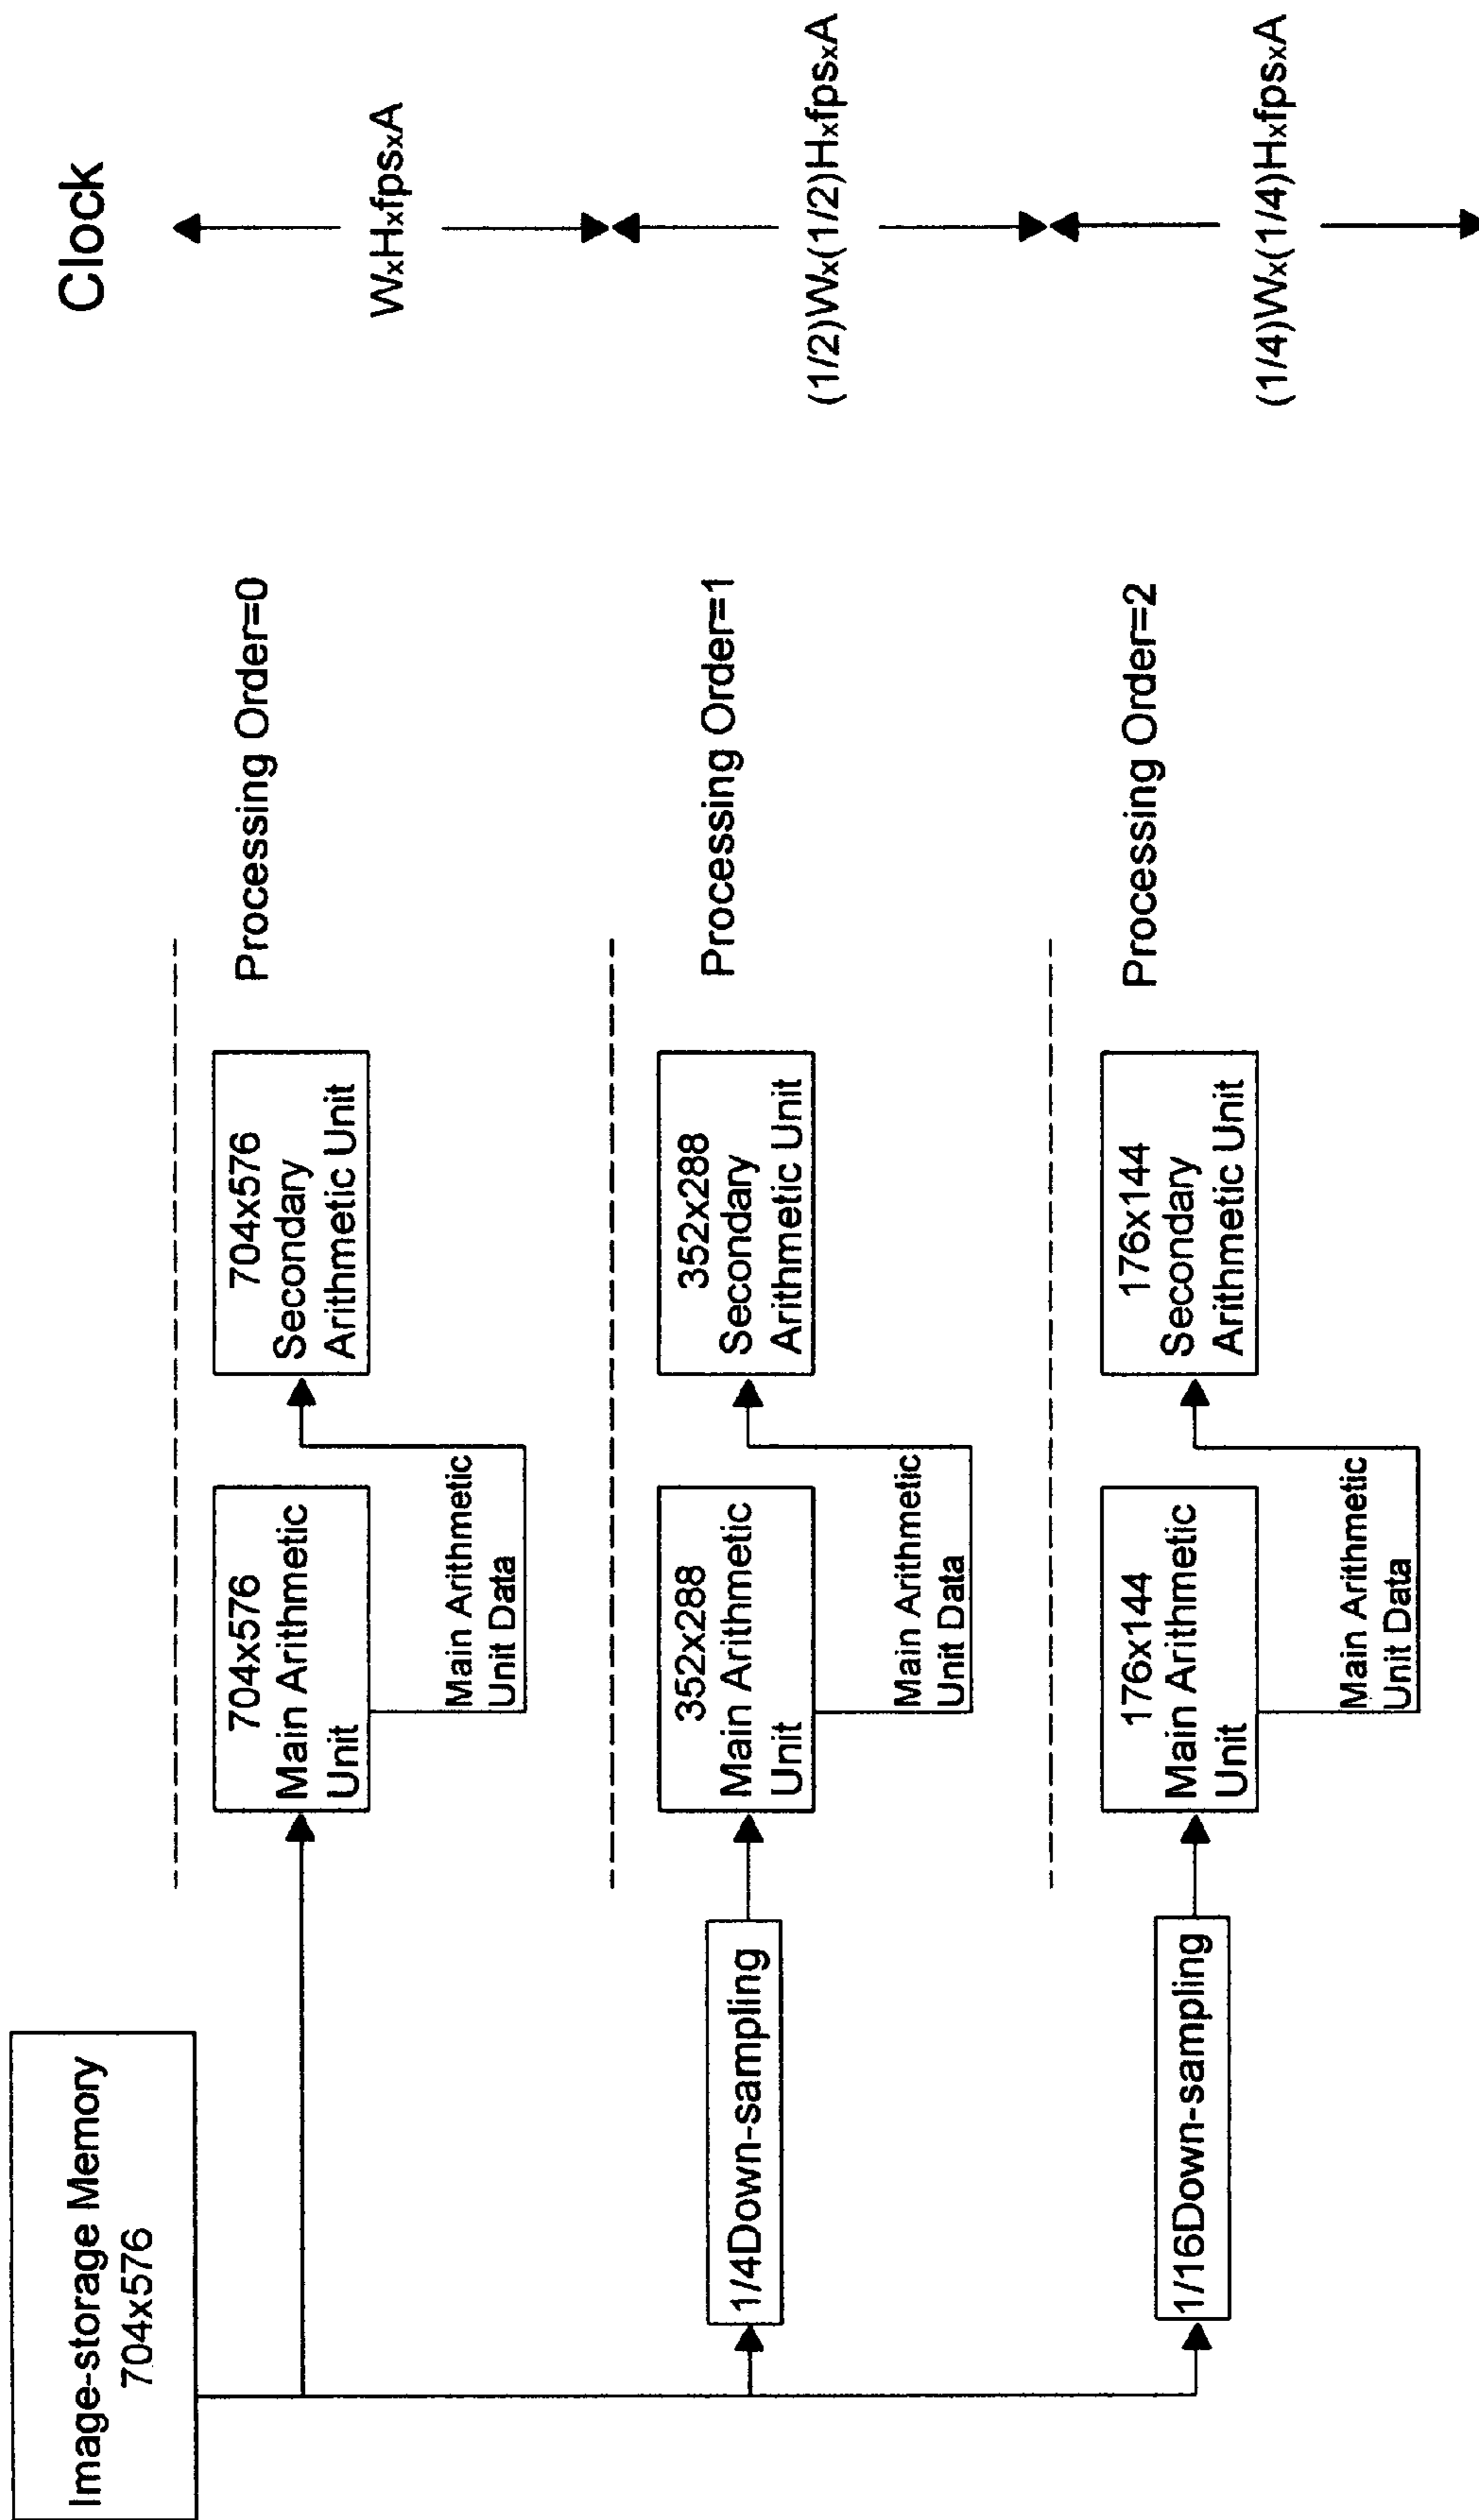 Image-storage Memory
704x576
Clock
704x576
Main Aritmetic
Unit
Main Arithmetic
Unit Data
704x576
Secondary
Arithmetic Unit
Processing Order=0
WxHxfpsxA
1/4Down-sampling
352x288
Main Arithmetic
Unit
Main Arithmetic
Unit Data
352x288
Secondary
Arithmetic Unit
Processing Order=1
(1/2)Wx(1/2)HxfpsxA
1/16Down-sampling
176x144
Main Arithmetic
Unit
Main Arithmetic
Unit Data
176x144
Secondary
Arithmetic Unit
Processing Order=2
(1/4)Wx(1/4)HxfpsxA